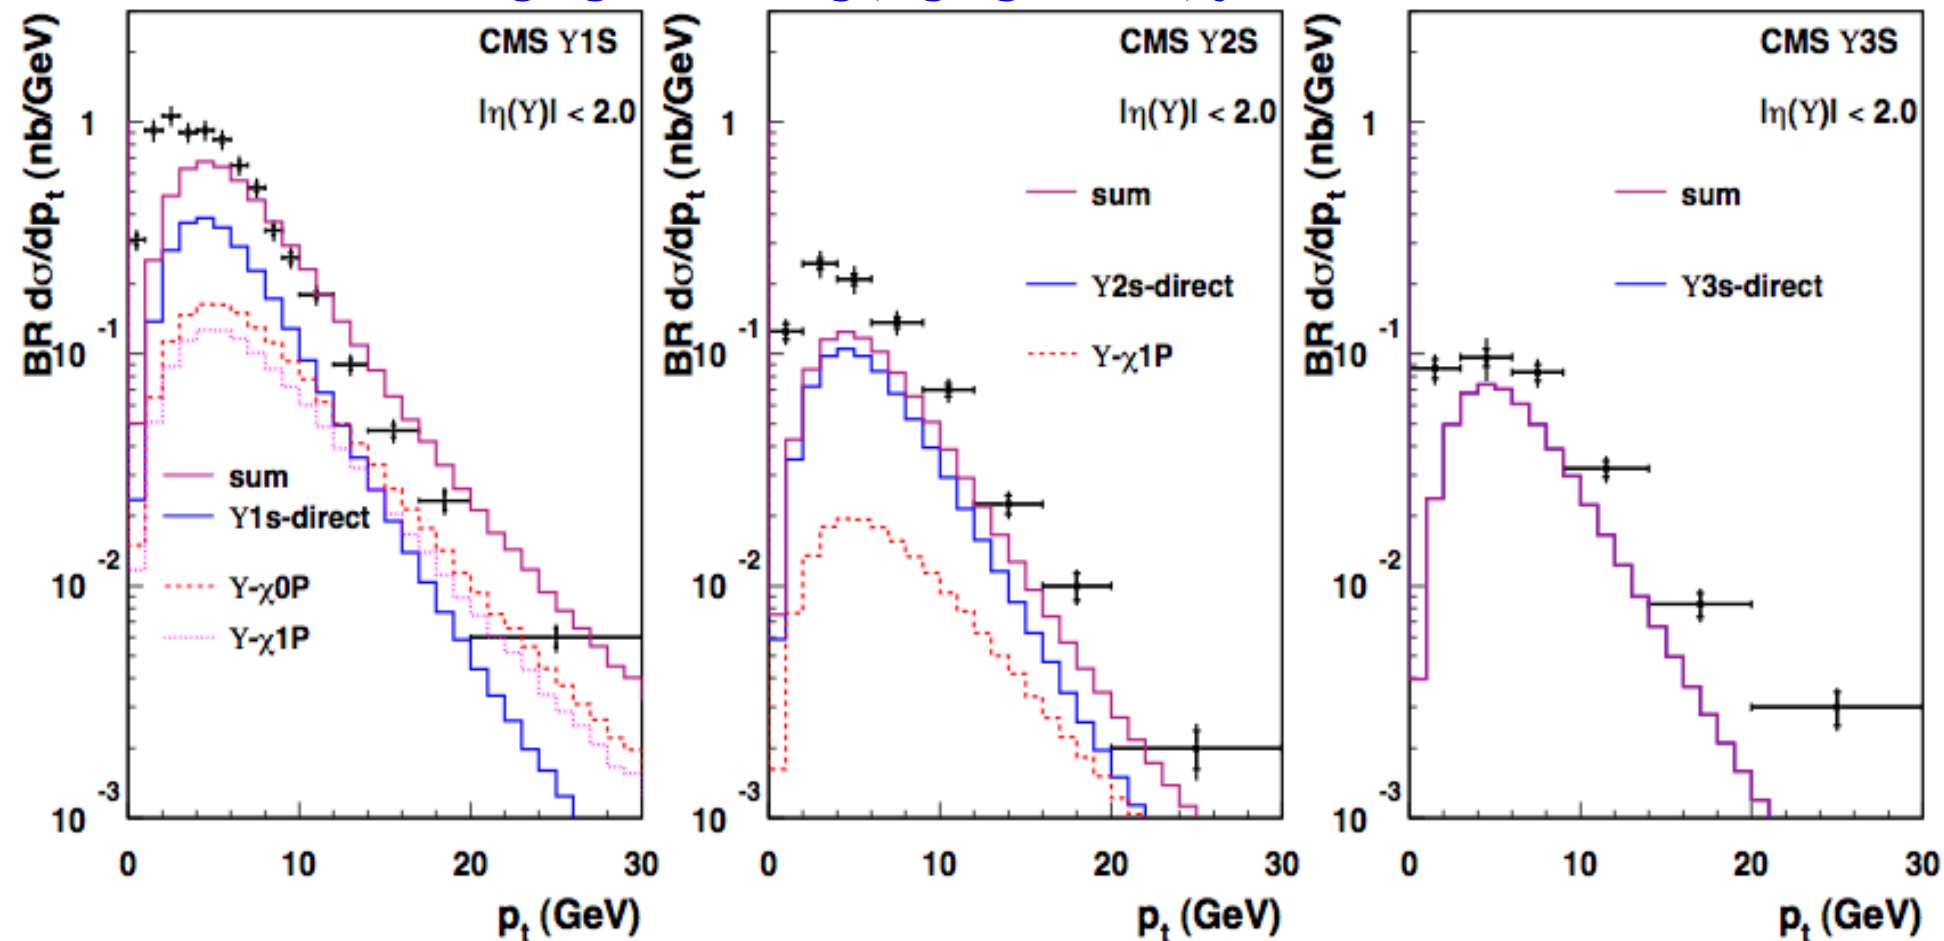 BR dσ/dpt (nb/GeV)
CMS ϒ1S
|η(ϒ)| < 2.0
1
10-1
10-2
10-3
sum
ϒ1s-direct
ϒ-χ0P
ϒ-χ1P
0 10 20 30
pt (GeV)
BR dσ/dpt (nb/GeV)
CMS ϒ2S
|η(ϒ)| < 2.0
1
10-1
10-2
10-3
sum
ϒ2s-direct
ϒ-χ1P
0 10 20 30
pt (GeV)
BR dσ/dpt (nb/GeV)
CMS ϒ3S
|η(ϒ)| < 2.0
1
10-1
10-2
10-3
sum
ϒ3s-direct
0 10 20 30
pt (GeV)